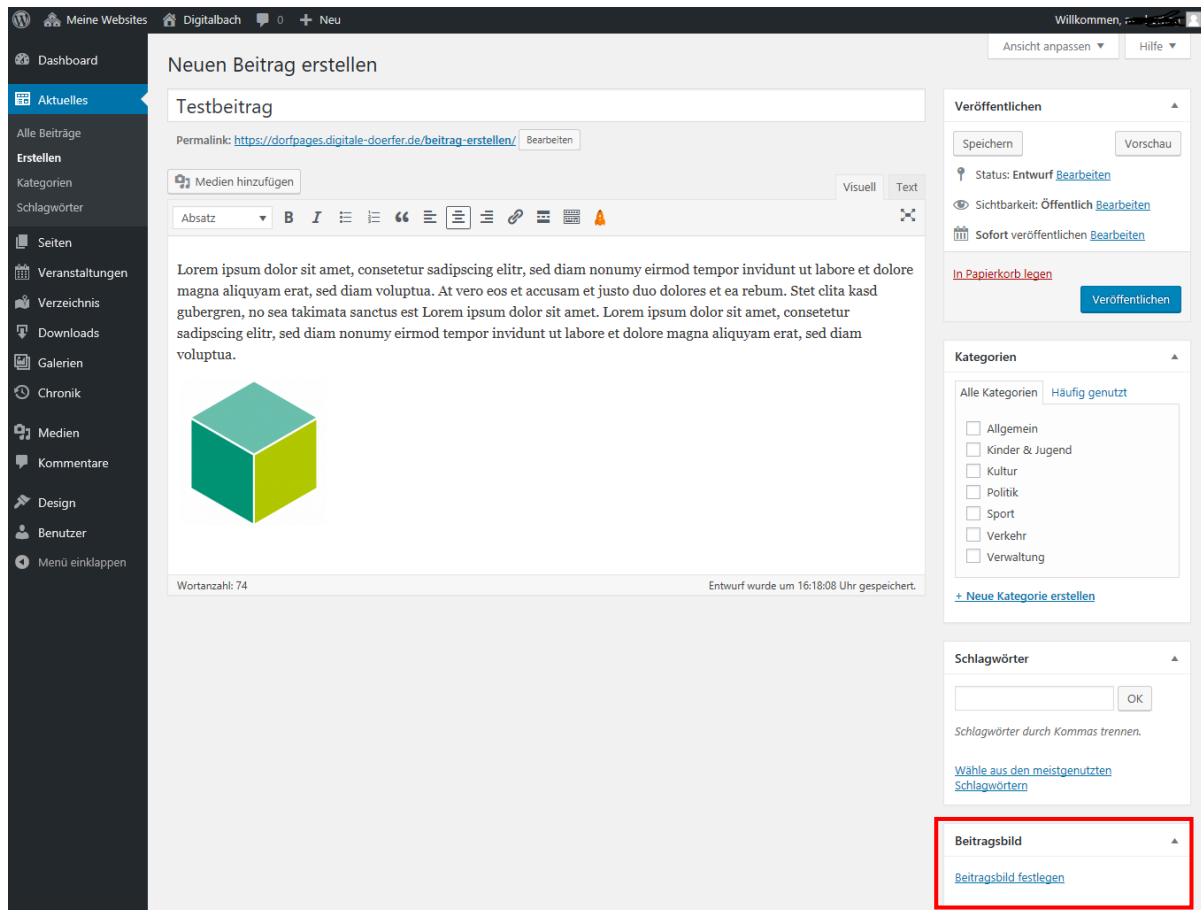 Meine Websites Digitalbach 0 + Neu Willkommen,
Ansicht anpassen ▼ Hilfe ▼
Dashboard
Aktuelles
Alle Beiträge
Erstellen
Kategorien
Schlagwörter
Seiten
Veranstaltungen
Verzeichnis
Downloads
Galerien
Chronik
Medien
Kommentare
Design
Benutzer
Menü einklappen
Neuen Beitrag erstellen
Testbeitrag
Permalink: https://dorfpages.digitale-doerfer.de/beitrag-erstellen/ Bearbeiten
Medien hinzufügen
Visuell Text
Absatz ▼ B I
Lorem ipsum dolor sit amet, consetetur sadipscing elitr, sed diam nonumy eirmod tempor invidunt ut labore et dolore
magna aliquyam erat, sed diam voluptua. At vero eos et accusam et justo duo dolores et ea rebum. Stet clita kasd
gubergren, no sea takimata sanctus est Lorem ipsum dolor sit amet. Lorem ipsum dolor sit amet, consetetur
sadipscing elitr, sed diam nonumy eirmod tempor invidunt ut labore et dolore magna aliquyam erat, sed diam
voluptua.
Wortanzahl: 74 Entwurf wurde um 16:18:08 Uhr gespeichert.
Veröffentlichen
Speichern Vorschau
Status: Entwurf Bearbeiten
Sichtbarkeit: Öffentlich Bearbeiten
Sofort veröffentlichen Bearbeiten
In Papierkorb legen
Veröffentlichen
Kategorien
Alle Kategorien Häufig genutzt
Allgemein
Kinder & Jugend
Kultur
Politik
Sport
Verkehr
Verwaltung
+ Neue Kategorie erstellen
Schlagwörter
OK
Schlagwörter durch Kommas trennen.
Wähle aus den meistgenutzten
Schlagwörtern
Beitragsbild
Beitragsbild festlegen